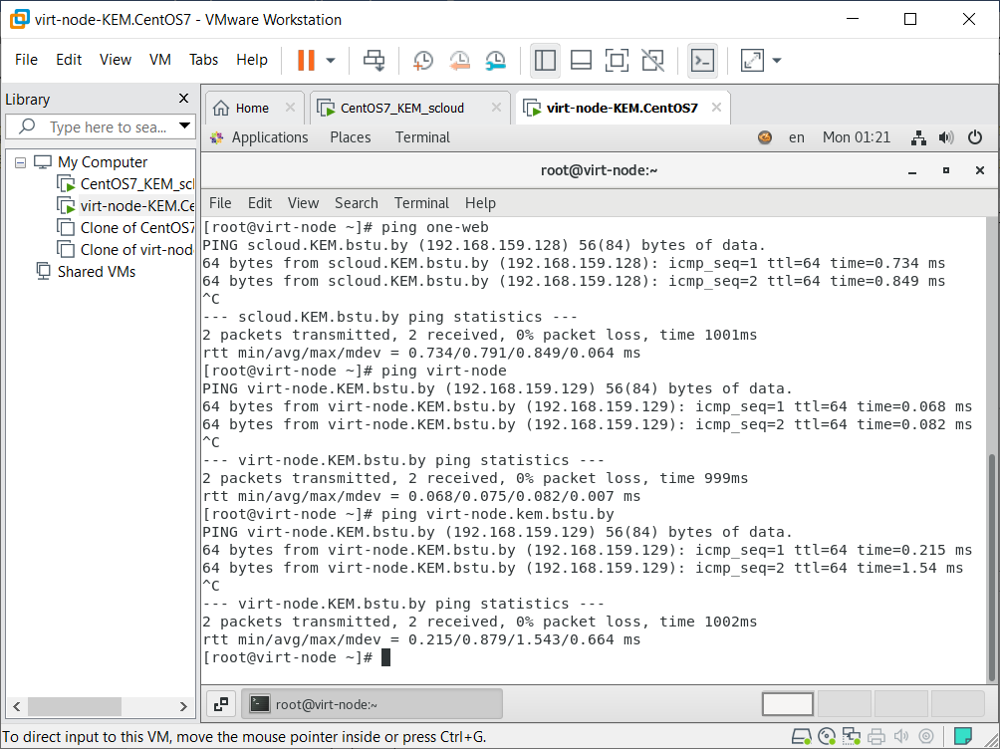 virt-node-KEM.CentOS7 - VMware Workstation
File Edit View VM Tabs Help
Library
Type here to sea...
My Computer
CentOS7_KEM_scl
virt-node-KEM.Ce
Clone of CentOS7
Clone of virt-nod
Shared VMs
Home CentOS7_KEM_scloud virt-node-KEM.CentOS7
Applications Places Terminal en Mon 01:21
root@virt-node:~
File Edit View Search Terminal Help
[root@virt-node ~]# ping one-web
PING scloud.KEM.bstu.by (192.168.159.128) 56(84) bytes of data.
64 bytes from scloud.KEM.bstu.by (192.168.159.128): icmp_seq=1 ttl=64 time=0.734 ms
64 bytes from scloud.KEM.bstu.by (192.168.159.128): icmp_seq=2 ttl=64 time=0.849 ms
^C
--- scloud.KEM.bstu.by ping statistics ---
2 packets transmitted, 2 received, 0% packet loss, time 1001ms
rtt min/avg/max/mdev = 0.734/0.791/0.849/0.064 ms
[root@virt-node ~]# ping virt-node
PING virt-node.KEM.bstu.by (192.168.159.129) 56(84) bytes of data.
64 bytes from virt-node.KEM.bstu.by (192.168.159.129): icmp_seq=1 ttl=64 time=0.068 ms
64 bytes from virt-node.KEM.bstu.by (192.168.159.129): icmp_seq=2 ttl=64 time=0.082 ms
^C
--- virt-node.KEM.bstu.by ping statistics ---
2 packets transmitted, 2 received, 0% packet loss, time 999ms
rtt min/avg/max/mdev = 0.068/0.075/0.082/0.007 ms
[root@virt-node ~]# ping virt-node.kem.bstu.by
PING virt-node.KEM.bstu.by (192.168.159.129) 56(84) bytes of data.
64 bytes from virt-node.KEM.bstu.by (192.168.159.129): icmp_seq=1 ttl=64 time=0.215 ms
64 bytes from virt-node.KEM.bstu.by (192.168.159.129): icmp_seq=2 ttl=64 time=1.54 ms
^C
--- virt-node.KEM.bstu.by ping statistics ---
2 packets transmitted, 2 received, 0% packet loss, time 1002ms
rtt min/avg/max/mdev = 0.215/0.879/1.543/0.664 ms
[root@virt-node ~]#
root@virt-node:~
To direct input to this VM, move the mouse pointer inside or press Ctrl+G.